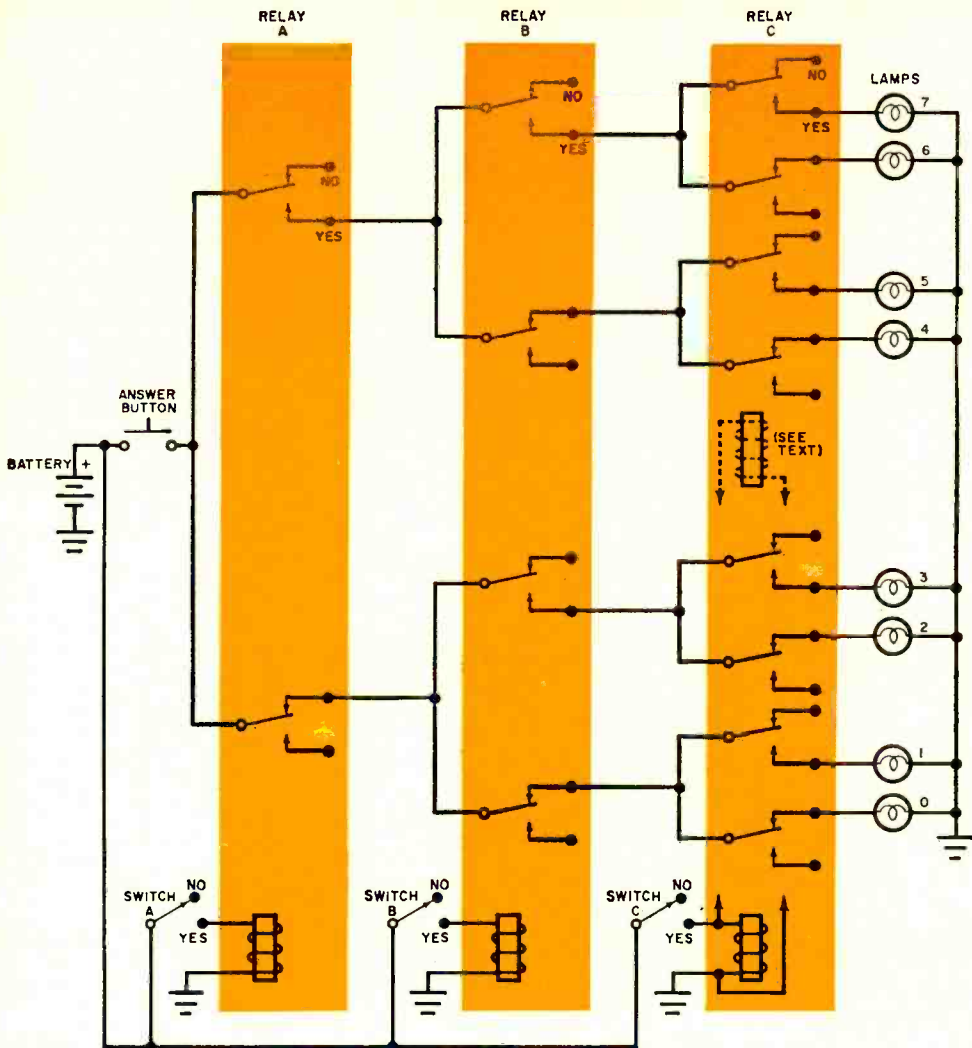 RELAY
A
RELAY
B
RELAY
C
NO
YES
NO
YES
NO
YES
LAMPS
7
6
5
4
ANSWER
BUTTON
BATTERY +
(SEE
TEXT)
3
2
1
0
SWITCH
A
NO
YES
SWITCH
B
NO
YES
SWITCH
C
NO
YES